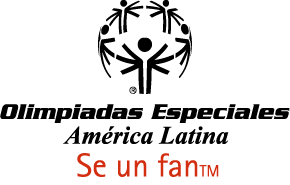 ®
Olimpiadas Especiales
América Latina
Se un fan™